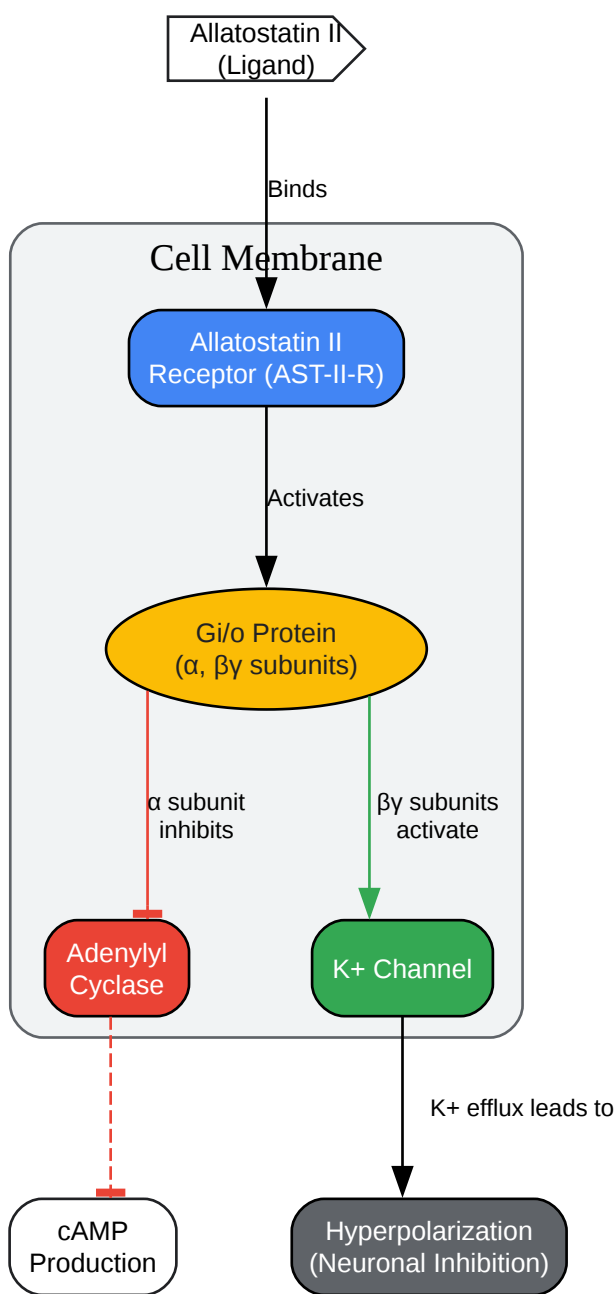 Allatostatin II
(Ligand)
Binds
Cell Membrane
Allatostatin II
Receptor (AST-II-R)
Activates
Gi/o Protein
(α, βγ subunits)
α subunit
inhibits
βγ subunits
activate
Adenylyl
Cyclase
K+ Channel
K+ efflux leads to
cAMP
Production
Hyperpolarization
(Neuronal Inhibition)